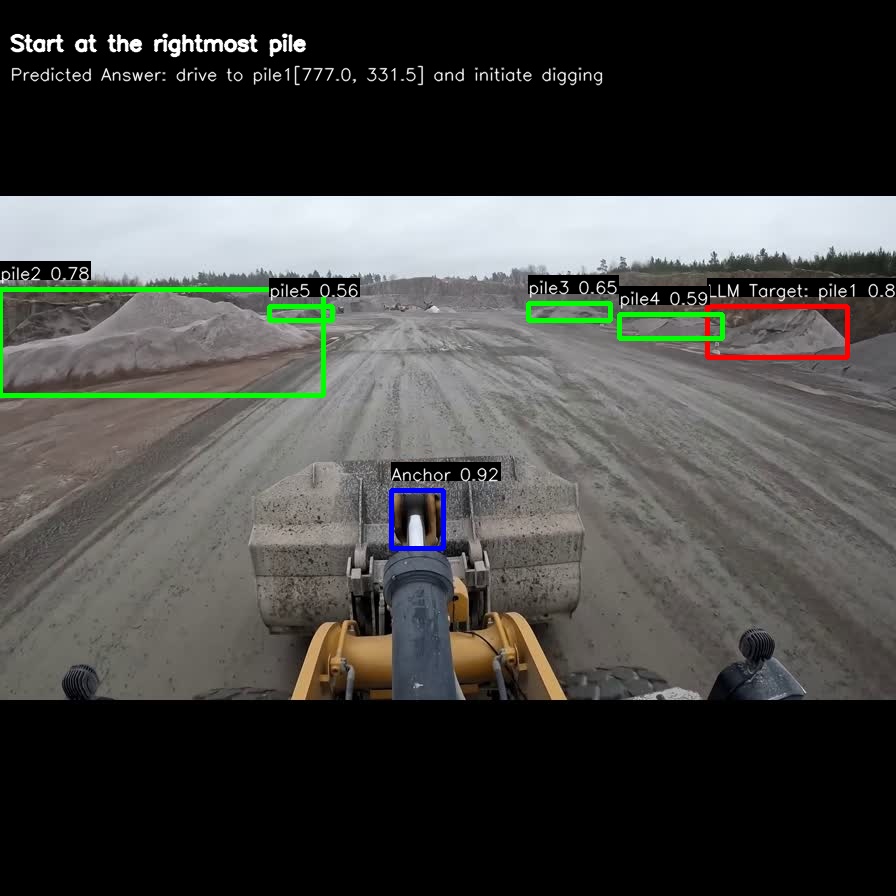 Start at the rightmost pile
Predicted Answer: drive to pile1[777.0, 331.5] and initiate digging
pile2 0.78
pile5 0.56
pile3 0.65
pile4 0.59
LLM Target: pile1 0.8
Anchor 0.92